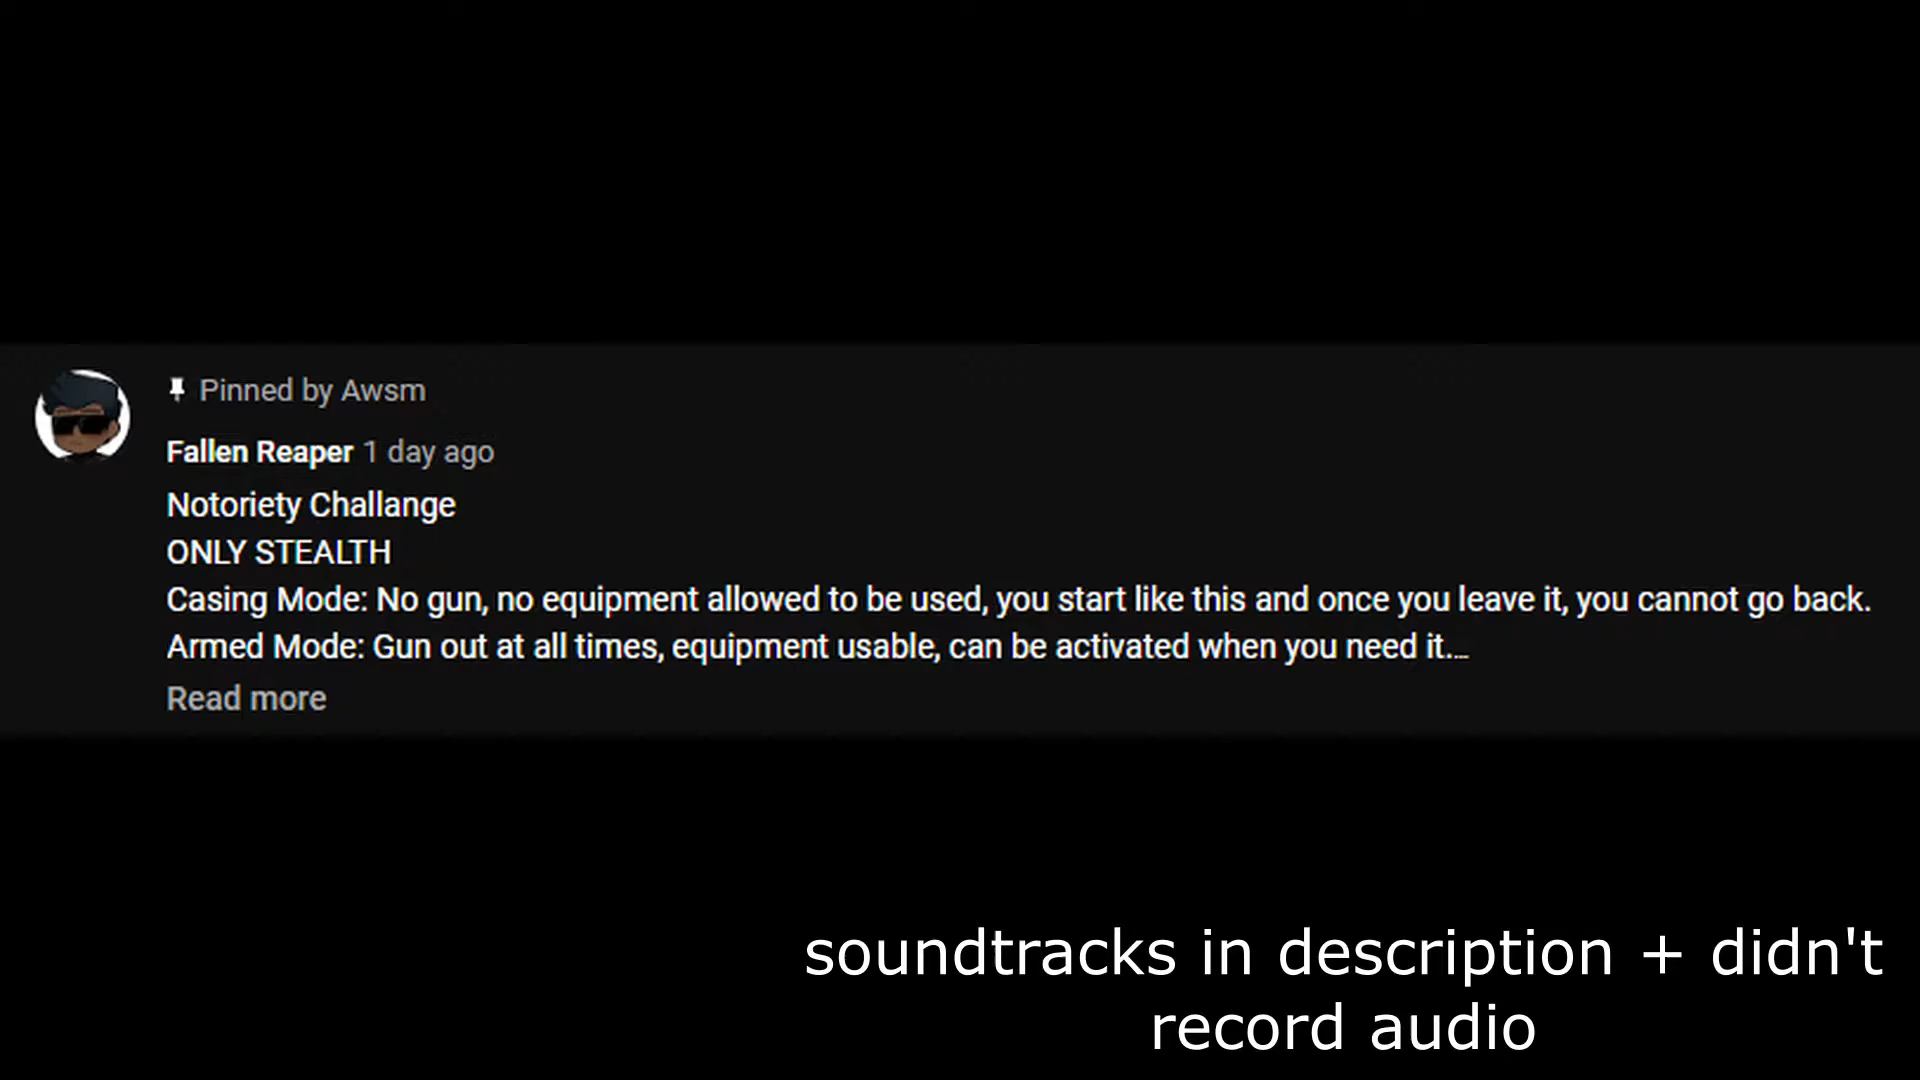 Pinned by Awsm
Fallen Reaper 1 day ago
Notoriety Challange
ONLY STEALTH
Casing Mode: No gun, no equipment allowed to be used, you start like this and once you leave it, you cannot go back.
Armed Mode: Gun out at all times, equipment usable, can be activated when you need it....
Read more
soundtracks in description + didn't
record audio